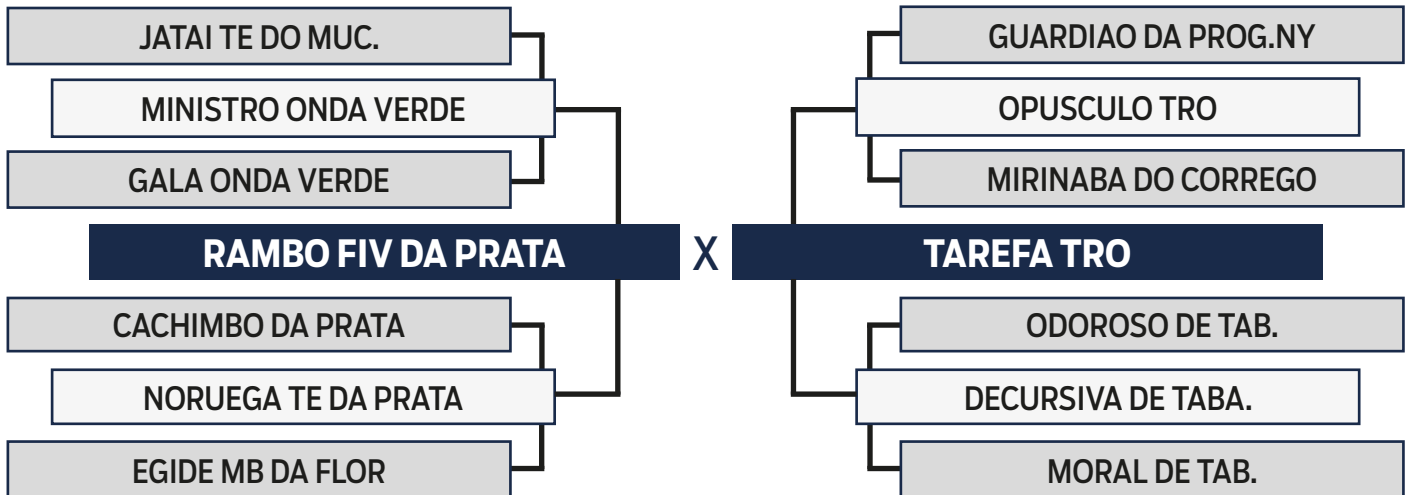 JATAI TE DO MUC.
MINISTRO ONDA VERDE
GALA ONDA VERDE
RAMBO FIV DA PRATA
CACHIMBO DA PRATA
NORUEGA TE DA PRATA
EGIDE MB DA FLOR
X
GUARDIAO DA PROG.NY
OPUSCULO TRO
MIRINABA DO CORREGO
TAREFA TRO
ODOROSO DE TAB.
DECURSIVA DE TABA.
MORAL DE TAB.